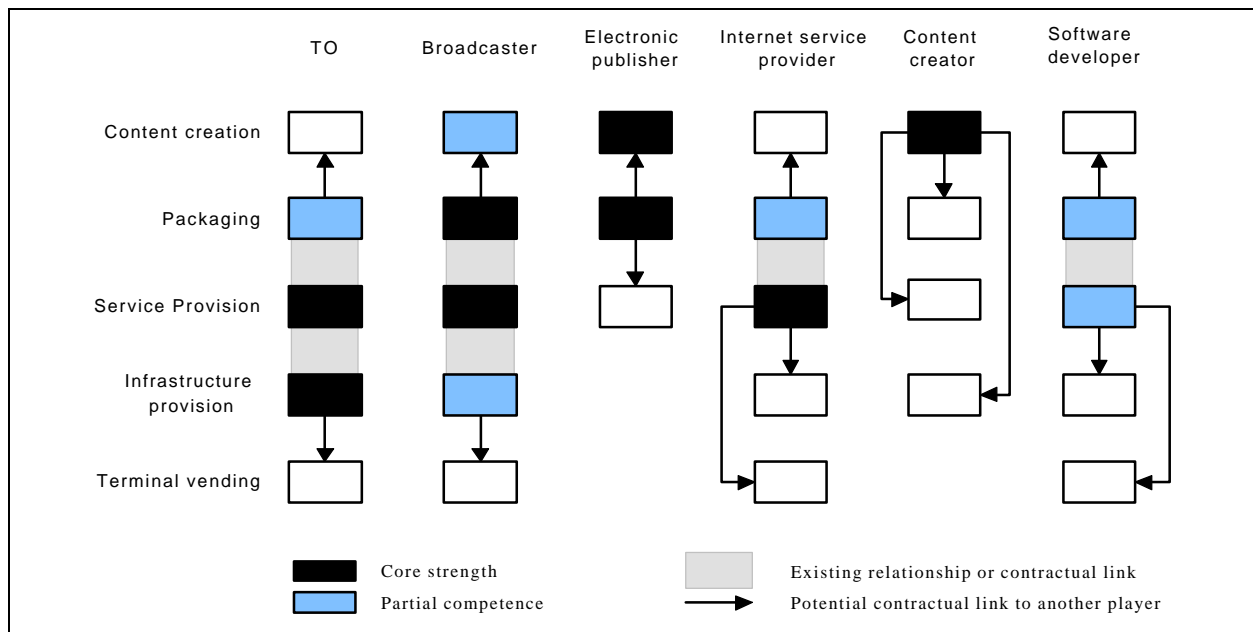 TO
Broadcaster
Electronic
publisher
Internet service
provider
Content
creator
Software
developer
Content creation
Packaging
Service Provision
Infrastructure
provision
Terminal vending
Core strength
Partial competence
Existing relationship or contractual link
Potential contractual link to another player